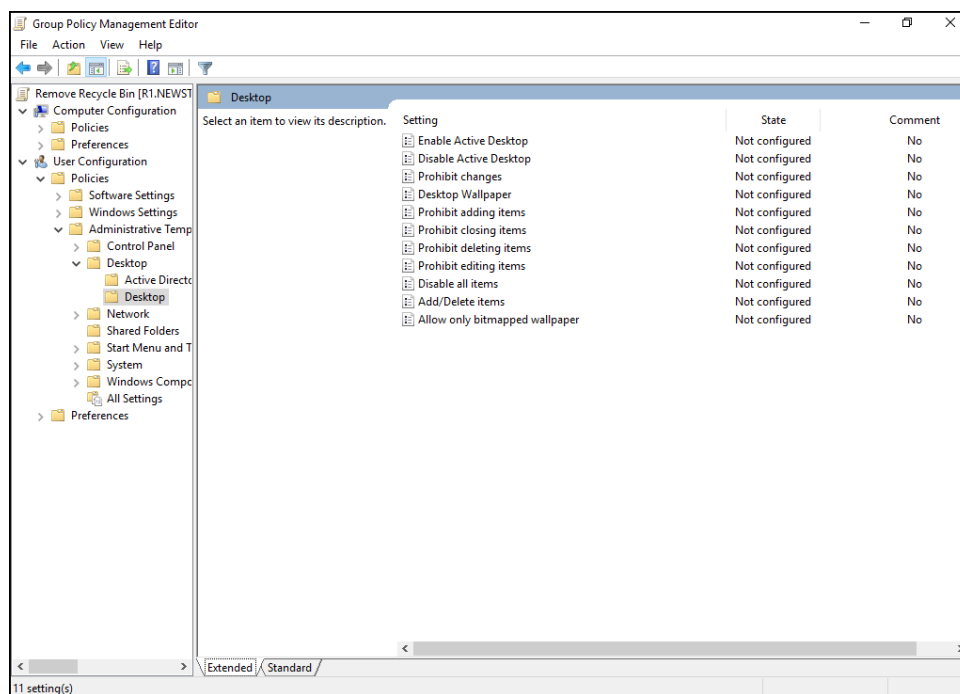 Group Policy Management Editor
File Action View Help
Remove Recycle Bin [R1.NEWST
Computer Configuration
Policies
Preferences
User Configuration
Policies
Software Settings
Windows Settings
Administrative Temp
Control Panel
Desktop
Active Directo
Desktop
Network
Shared Folders
Start Menu and T
System
Windows Compo
All Settings
Preferences
Desktop
Select an item to view its description.
Setting State Comment
Enable Active Desktop Not configured No
Disable Active Desktop Not configured No
Prohibit changes Not configured No
Desktop Wallpaper Not configured No
Prohibit adding items Not configured No
Prohibit closing items Not configured No
Prohibit deleting items Not configured No
Prohibit editing items Not configured No
Disable all items Not configured No
Add/Delete items Not configured No
Allow only bitmapped wallpaper Not configured No
Extended Standard
11 setting(s)